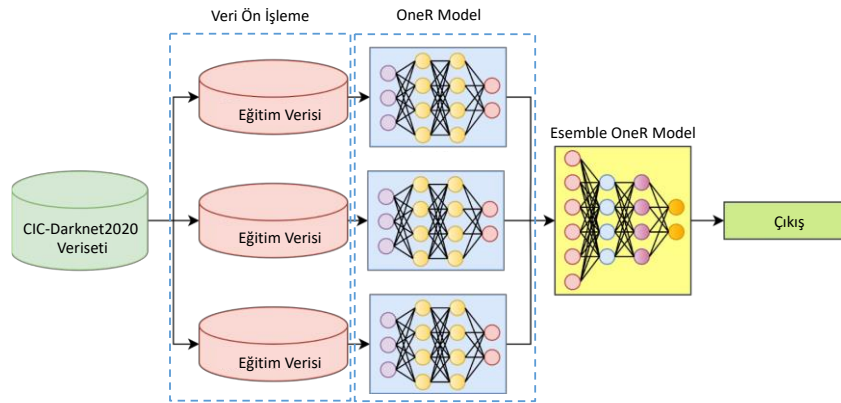 Veri Ön İşleme
OneR Model
Eğitim Verisi
Esemble OneR Model
CIC-Darknet2020
Veriseti
Eğitim Verisi
Çıkış
Eğitim Verisi